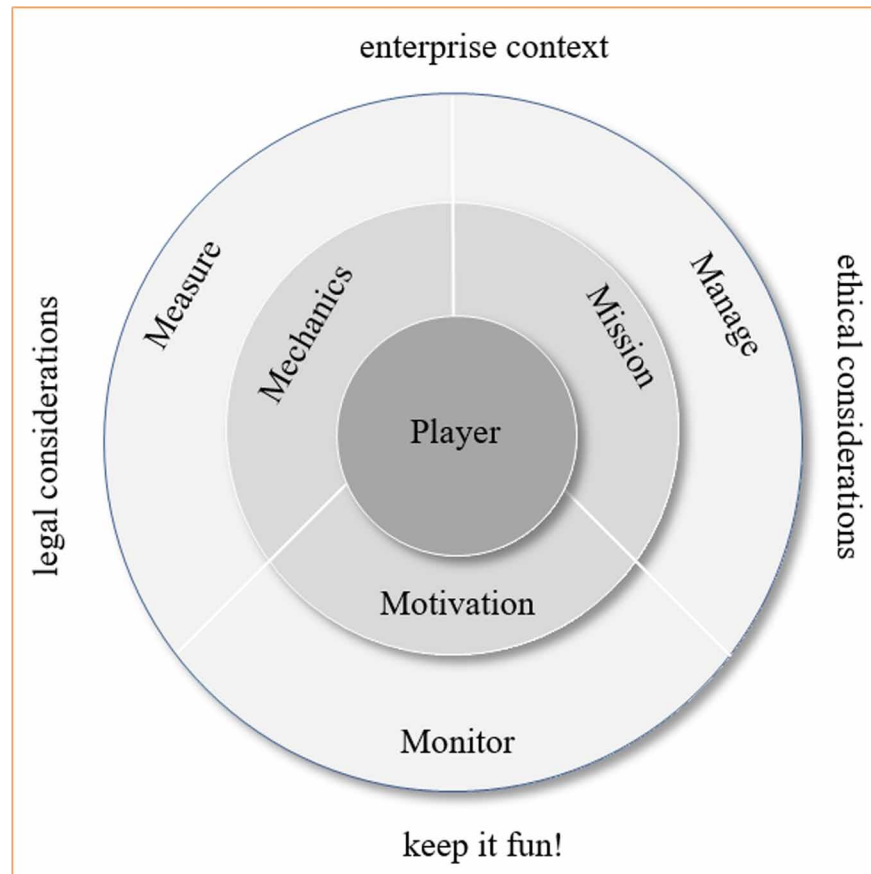 enterprise context
Measure
Manage
Mechanics
Mission
legal considerations
Player
ethical considerations
Motivation
Monitor
keep it fun!